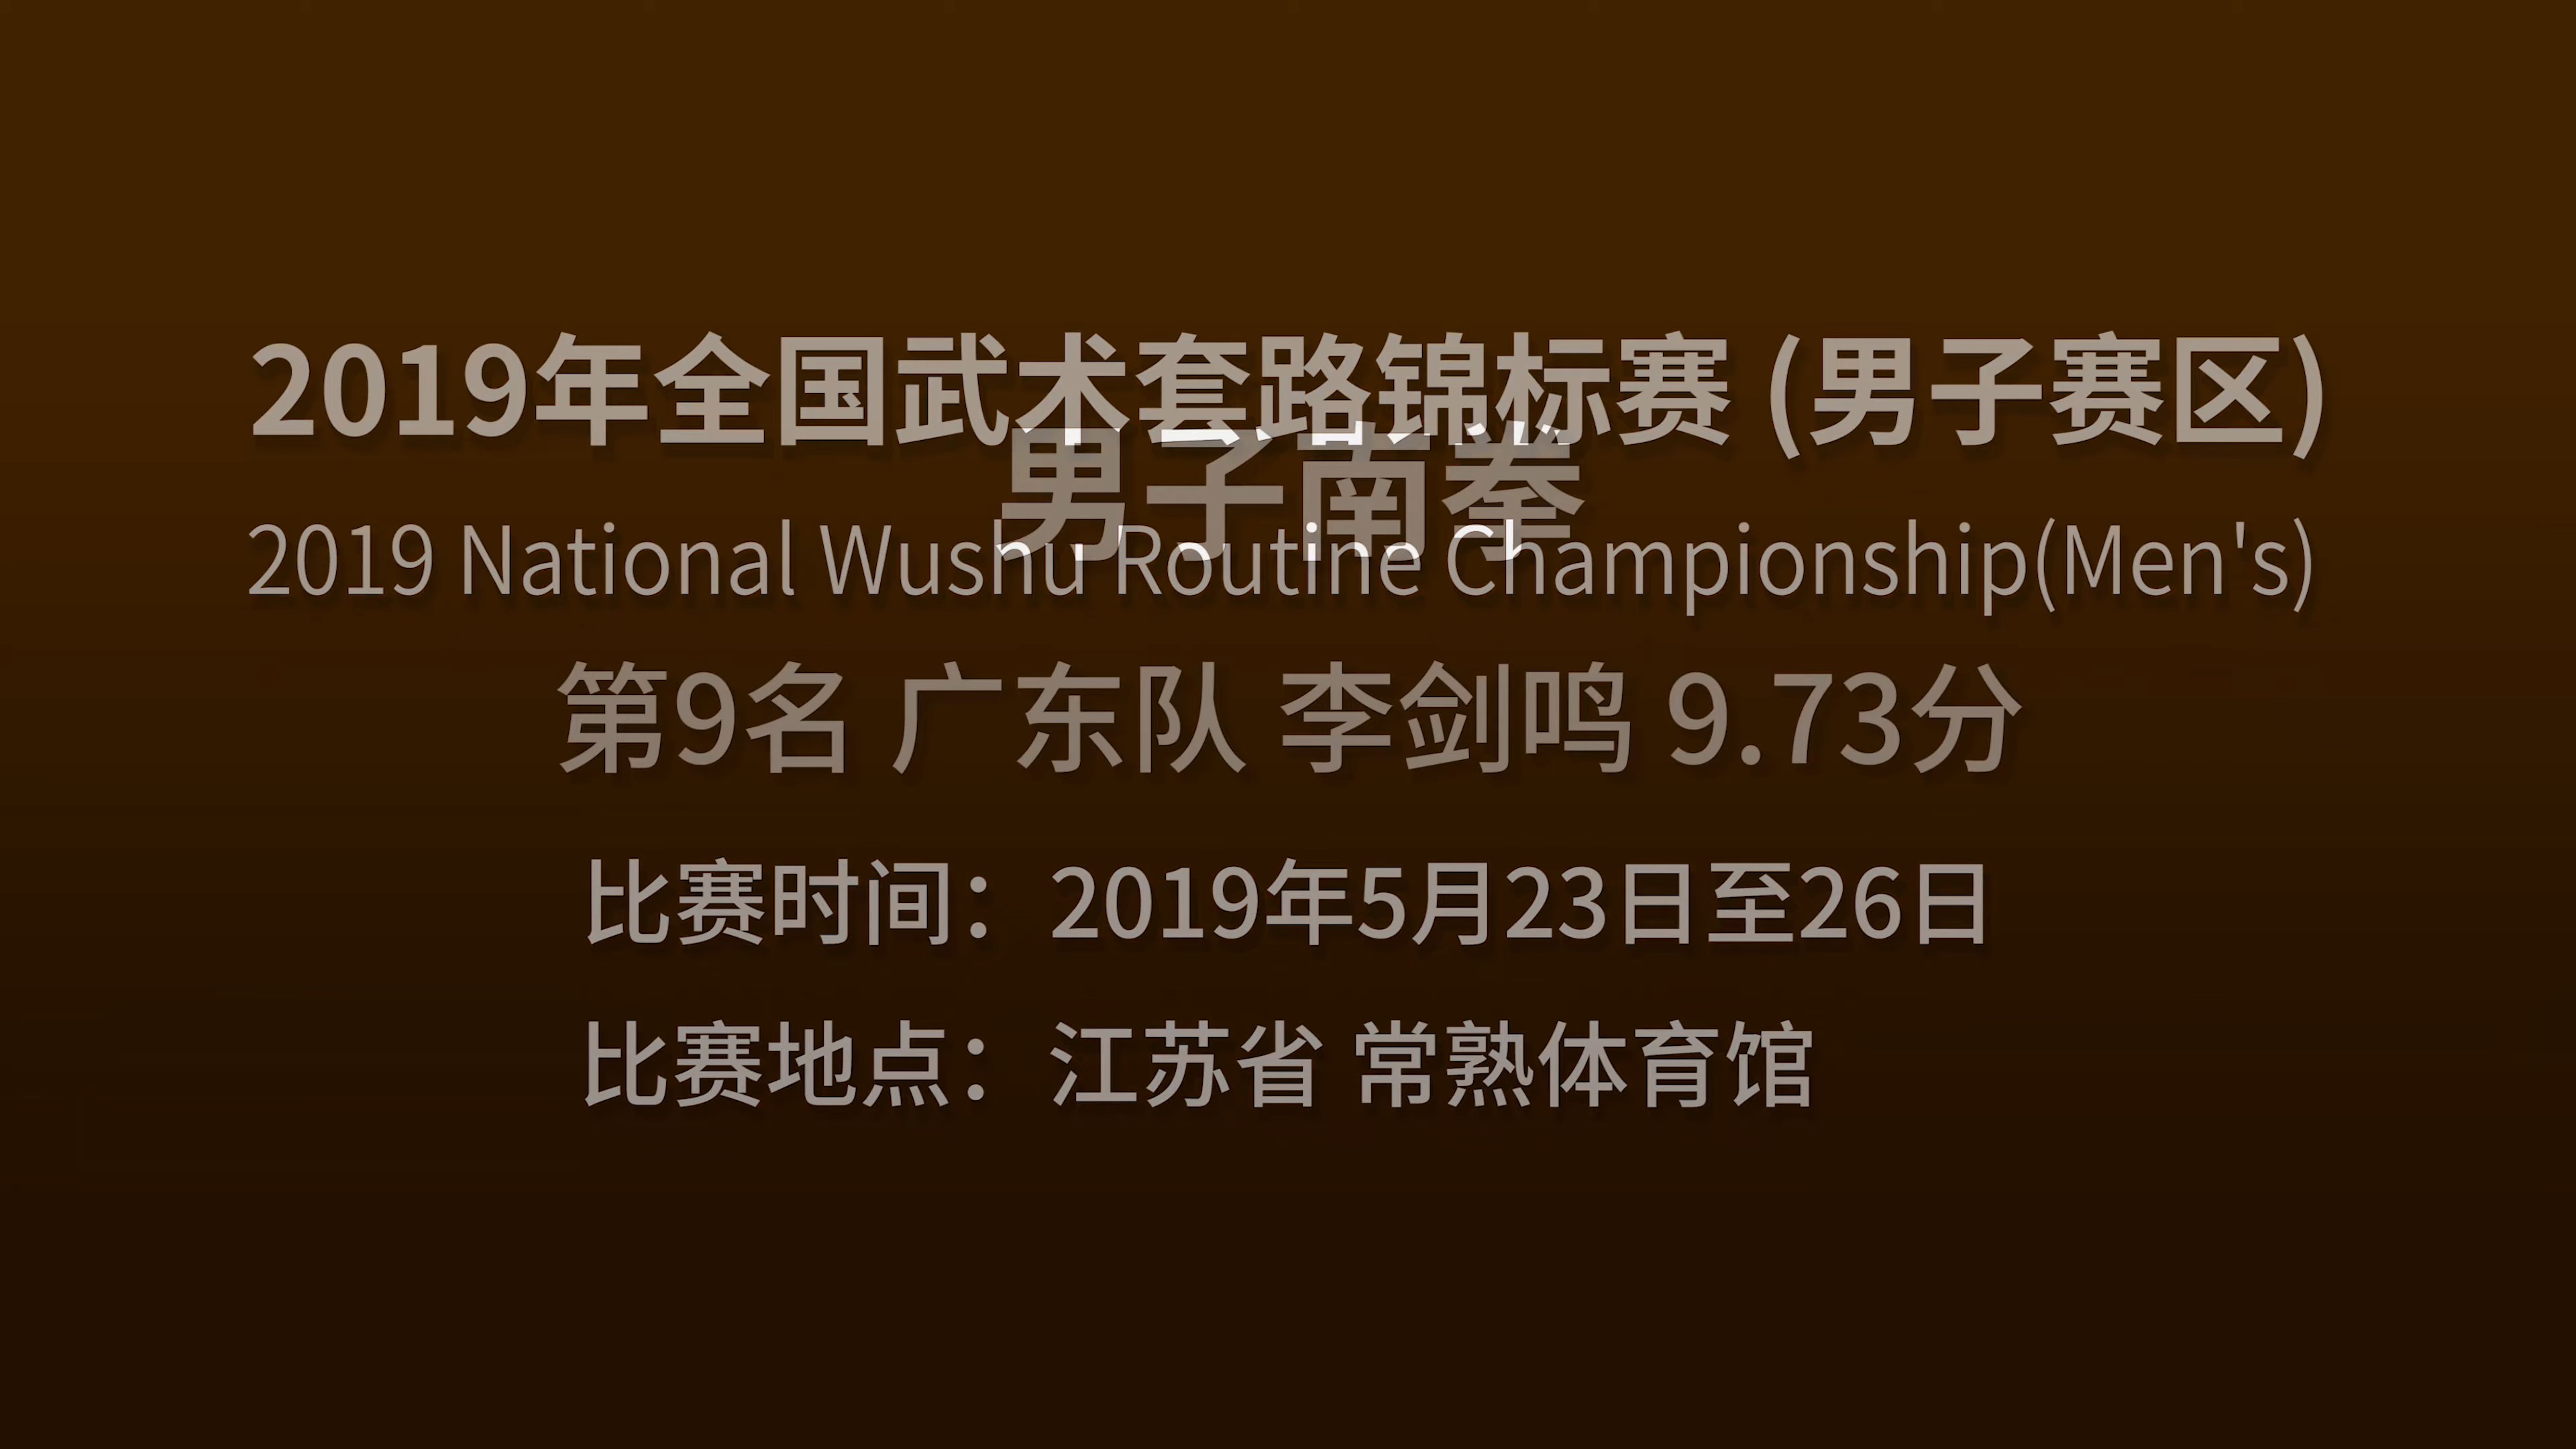 2019年全国武术套路锦标赛 (男子赛区)
男子南拳
2019 National Wushu Routine Championship(Men's)
第9名 广东队 李剑鸣 9.73分
比赛时间：2019年5月23日至26日
比赛地点：江苏省 常熟体育馆